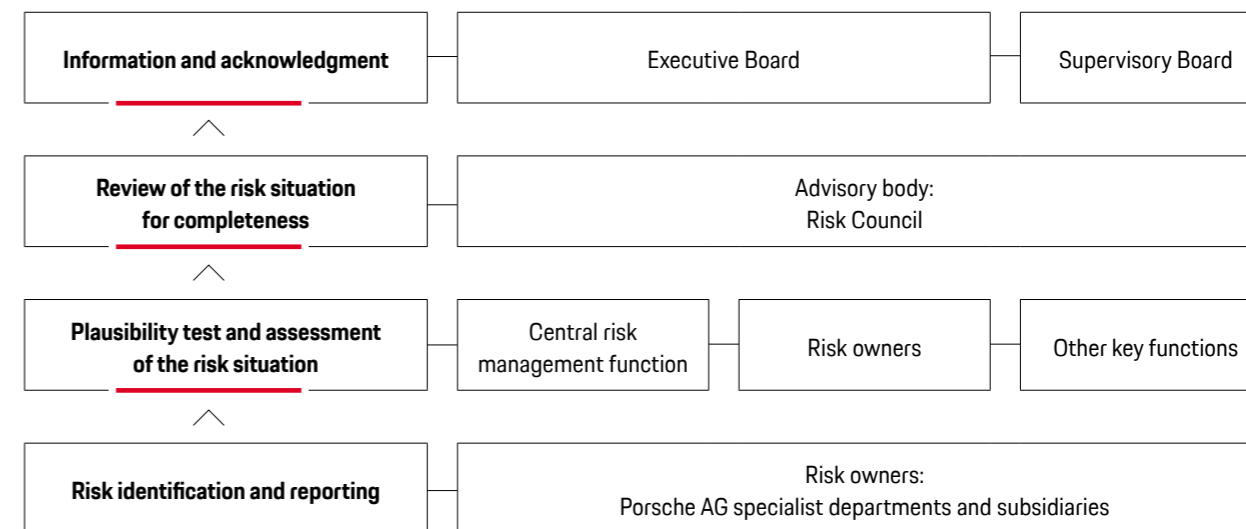 Information and acknowledgment
Executive Board
Supervisory Board
Review of the risk situation
for completeness
Advisory body:
Risk Council
Plausibility test and assessment
of the risk situation
Central risk
management function
Risk owners
Other key functions
Risk identification and reporting
Risk owners:
Porsche AG specialist departments and subsidiaries